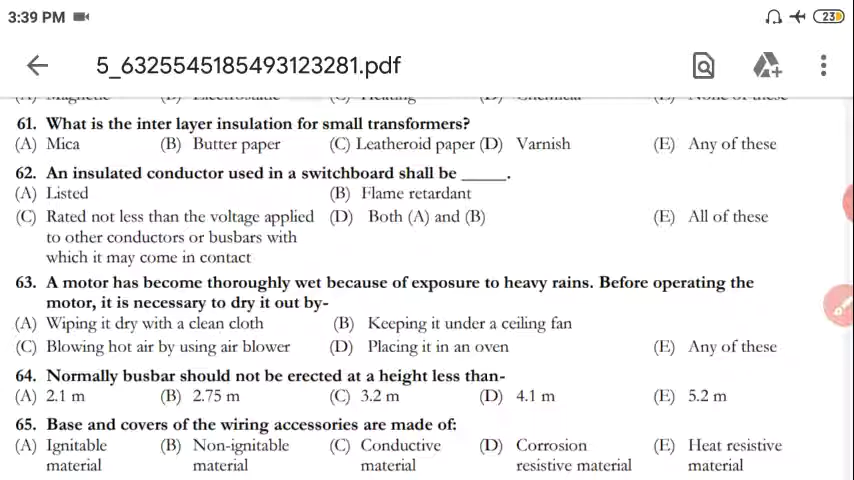 3:39 PM
23
5_6325545185493123281.pdf
61. What is the inter layer insulation for small transformers?
(A) Mica (B) Butter paper (C) Leatheroid paper (D) Varnish (E) Any of these
62. An insulated conductor used in a switchboard shall be _____.
(A) Listed (B) Flame retardant
(C) Rated not less than the voltage applied (D) Both (A) and (B) (E) All of these
to other conductors or busbars with
which it may come in contact
63. A motor has become thoroughly wet because of exposure to heavy rains. Before operating the
motor, it is necessary to dry it out by-
(A) Wiping it dry with a clean cloth (B) Keeping it under a ceiling fan
(C) Blowing hot air by using air blower (D) Placing it in an oven (E) Any of these
64. Normally busbar should not be erected at a height less than-
(A) 2.1 m (B) 2.75 m (C) 3.2 m (D) 4.1 m (E) 5.2 m
65. Base and covers of the wiring accessories are made of:
(A) Ignitable (B) Non-ignitable (C) Conductive (D) Corrosion (E) Heat resistive
material material material resistive material material